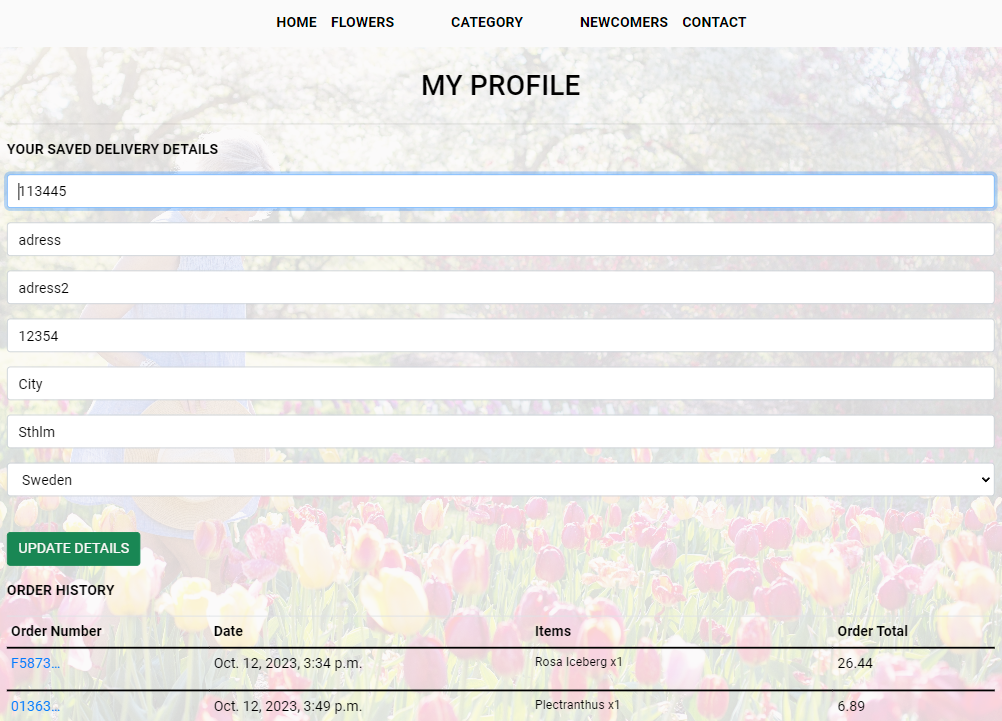 HOME FLOWERS CATEGORY NEWCOMERS CONTACT
MY PROFILE
YOUR SAVED DELIVERY DETAILS
113445
adress
adress2
12354
City
Sthlm
Sweden
UPDATE DETAILS
ORDER HISTORY
Order Number Date Items Order Total
F5873... Oct. 12, 2023, 3:34 p.m. Rosa Iceberg x1 26.44
01363... Oct. 12, 2023, 3:49 p.m. Plectranthus x1 6.89